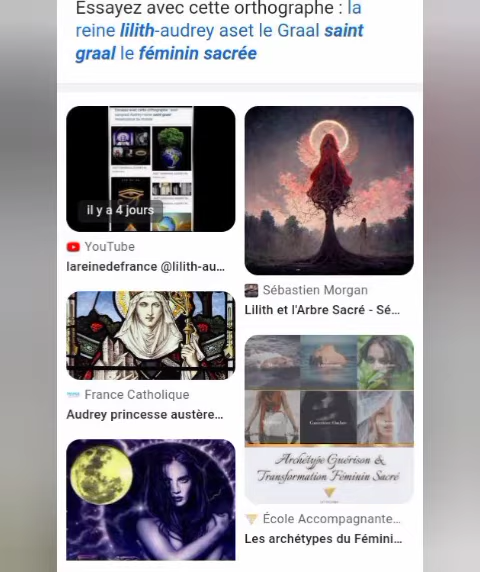 Essayez avec cette orthographe : la
reine lilith-audrey aset le Graal saint
graal le féminin sacrée
il y a 4 jours
YouTube
lareinedefrance @lilith-au...
Sébastien Morgan
Lilith et l'Arbre Sacré - Sé...
France Catholique
Audrey princesse austère...
Archétype Guérison &
Transformation Féminin Sacré
École Accompagnante...
Les archétypes du Fémini...